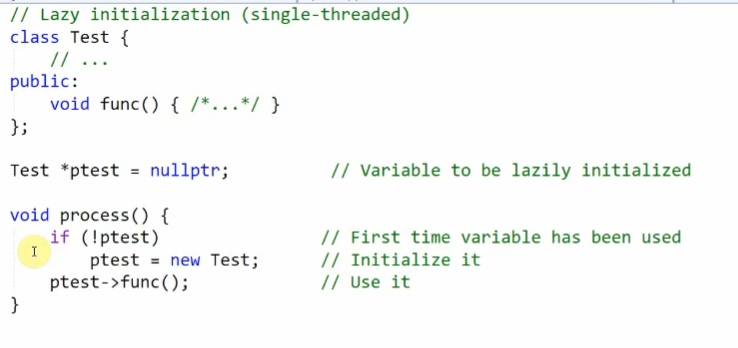 // Lazy initialization (single-threaded)
class Test {
    // ...
public:
    void func() { /*...*/ }
};
Test *ptest = nullptr;          // Variable to be lazily initialized
void process() {
    if (!ptest)                // First time variable has been used
        ptest = new Test;      // Initialize it
    ptest->func();             // Use it
}